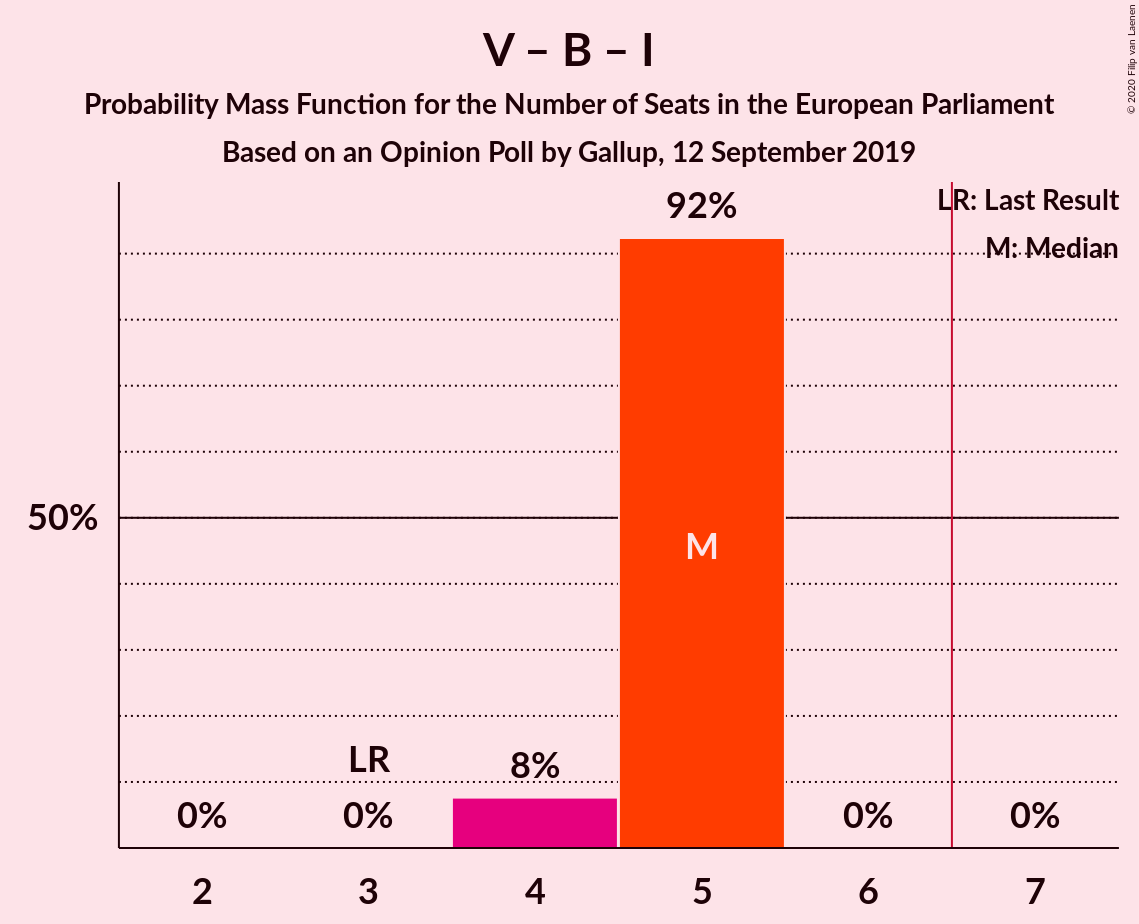 V – B – I
Probability Mass Function for the Number of Seats in the European Parliament
Based on an Opinion Poll by Gallup, 12 September 2019
© 2020 Filip van Laenen
LR: Last Result
M: Median
92%
50%
M
LR
8%
0%
0%
0%
0%
2
3
4
5
6
7